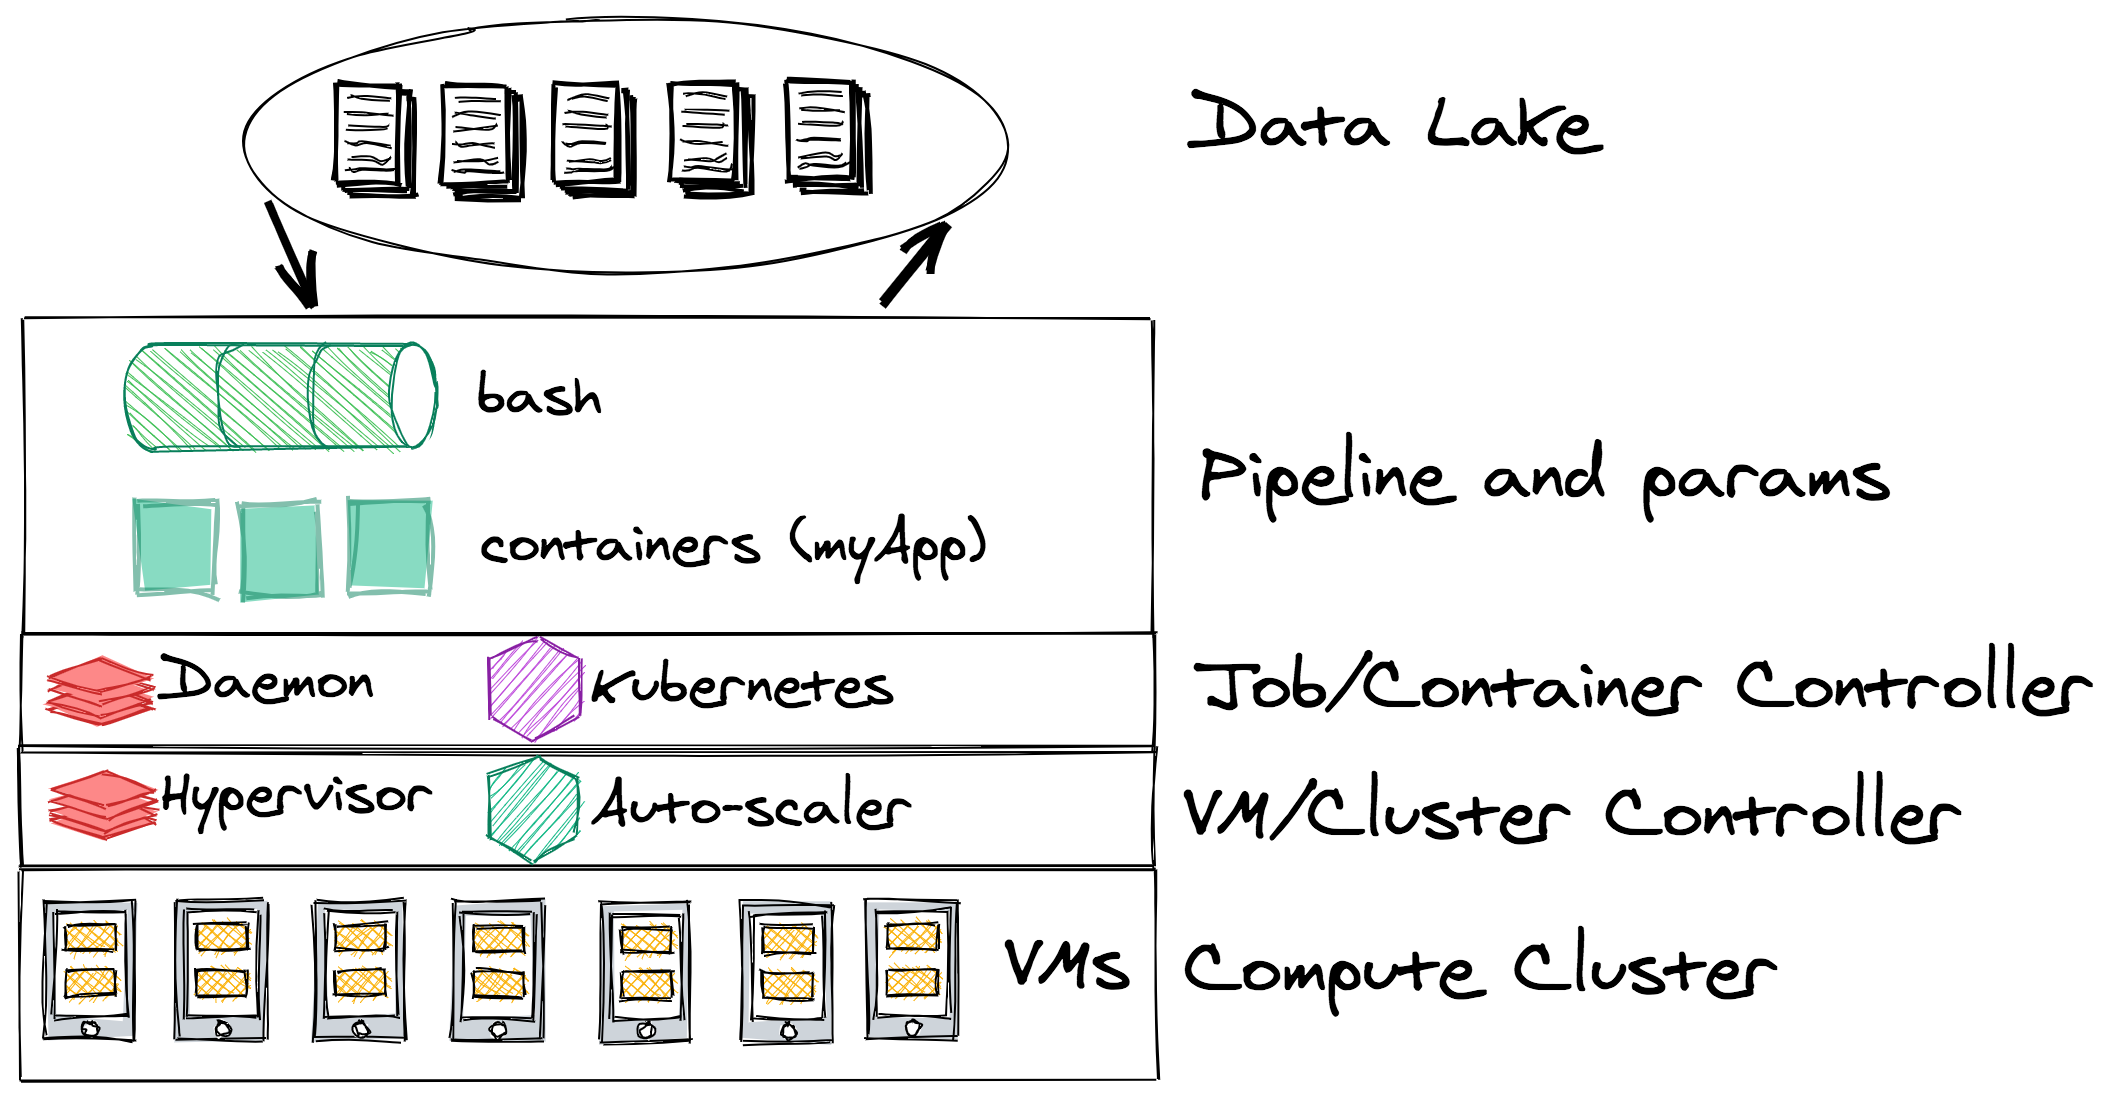 Data Lake
bash
containers (myApp)
Pipeline and params
Daemon
Kubernetes
Job/Container Controller
Hypervisor
Auto-scaler
VM/Cluster Controller
VMs
Compute Cluster